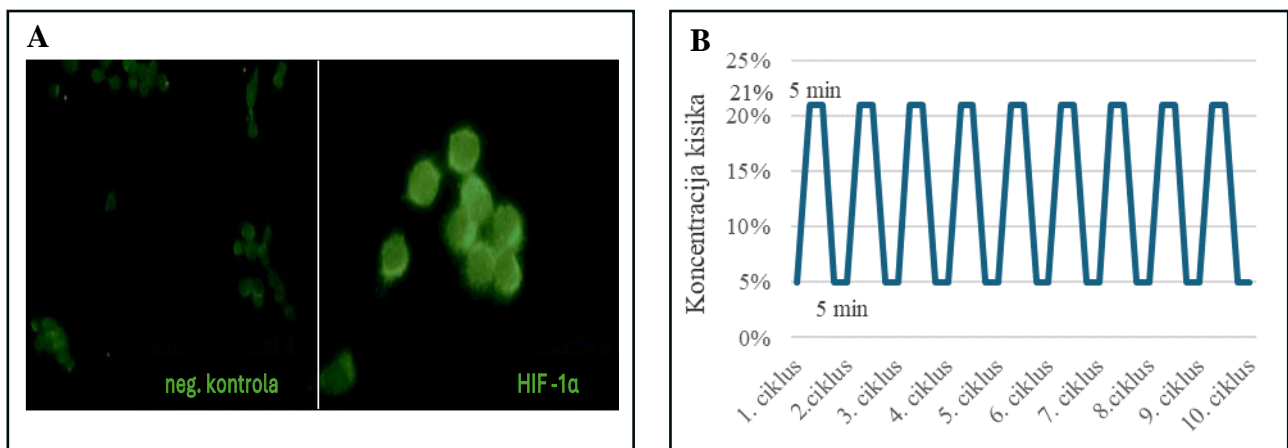 A
neg. kontrola
HIF -1α
B
Koncentracija kisika
25%
21%
20%
15%
10%
5%
0%
5 min
5 min
1. ciklus
2.ciklus
3. ciklus
4. ciklus
5. ciklus
6. ciklus
7. ciklus
8.ciklus
9. ciklus
10. ciklus